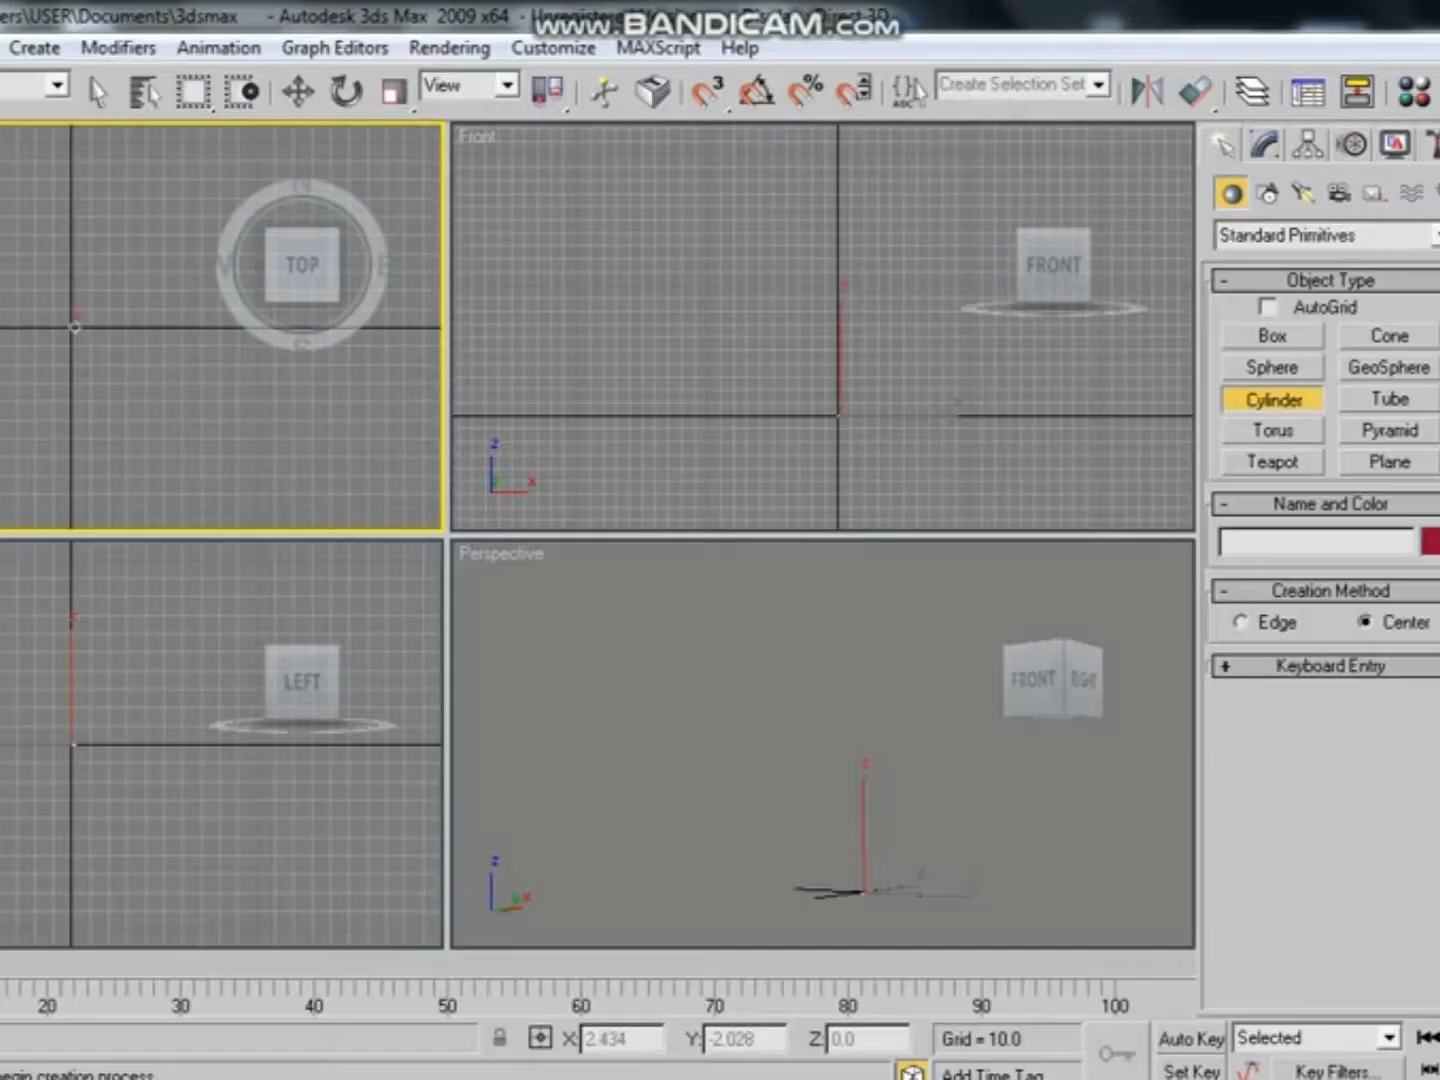 ers\USER\Documents\3dsmax - Autodesk 3ds Max 2009 x64 -
www.BANDICAM.com
Create Modifiers Animation Graph Editors Rendering Customize MAXScript Help
View 3 % ABC Create Selection Set
Front
TOP
FRONT
Standard Primitives
- Object Type
AutoGrid
Box Cone
Sphere GeoSphere
Cylinder Tube
Torus Pyramid
Teapot Plane
- Name and Color
z
x
Perspective
- Creation Method
Edge Center
+ Keyboard Entry
LEFT
FRONT
z
z
x
20 30 40 50 60 70 80 90 100
X: 2.434 Y: -2.028 Z: 0.0 Grid = 10.0 Auto Key Selected
begin creation process Add Time Tag Set Key Key Filters...